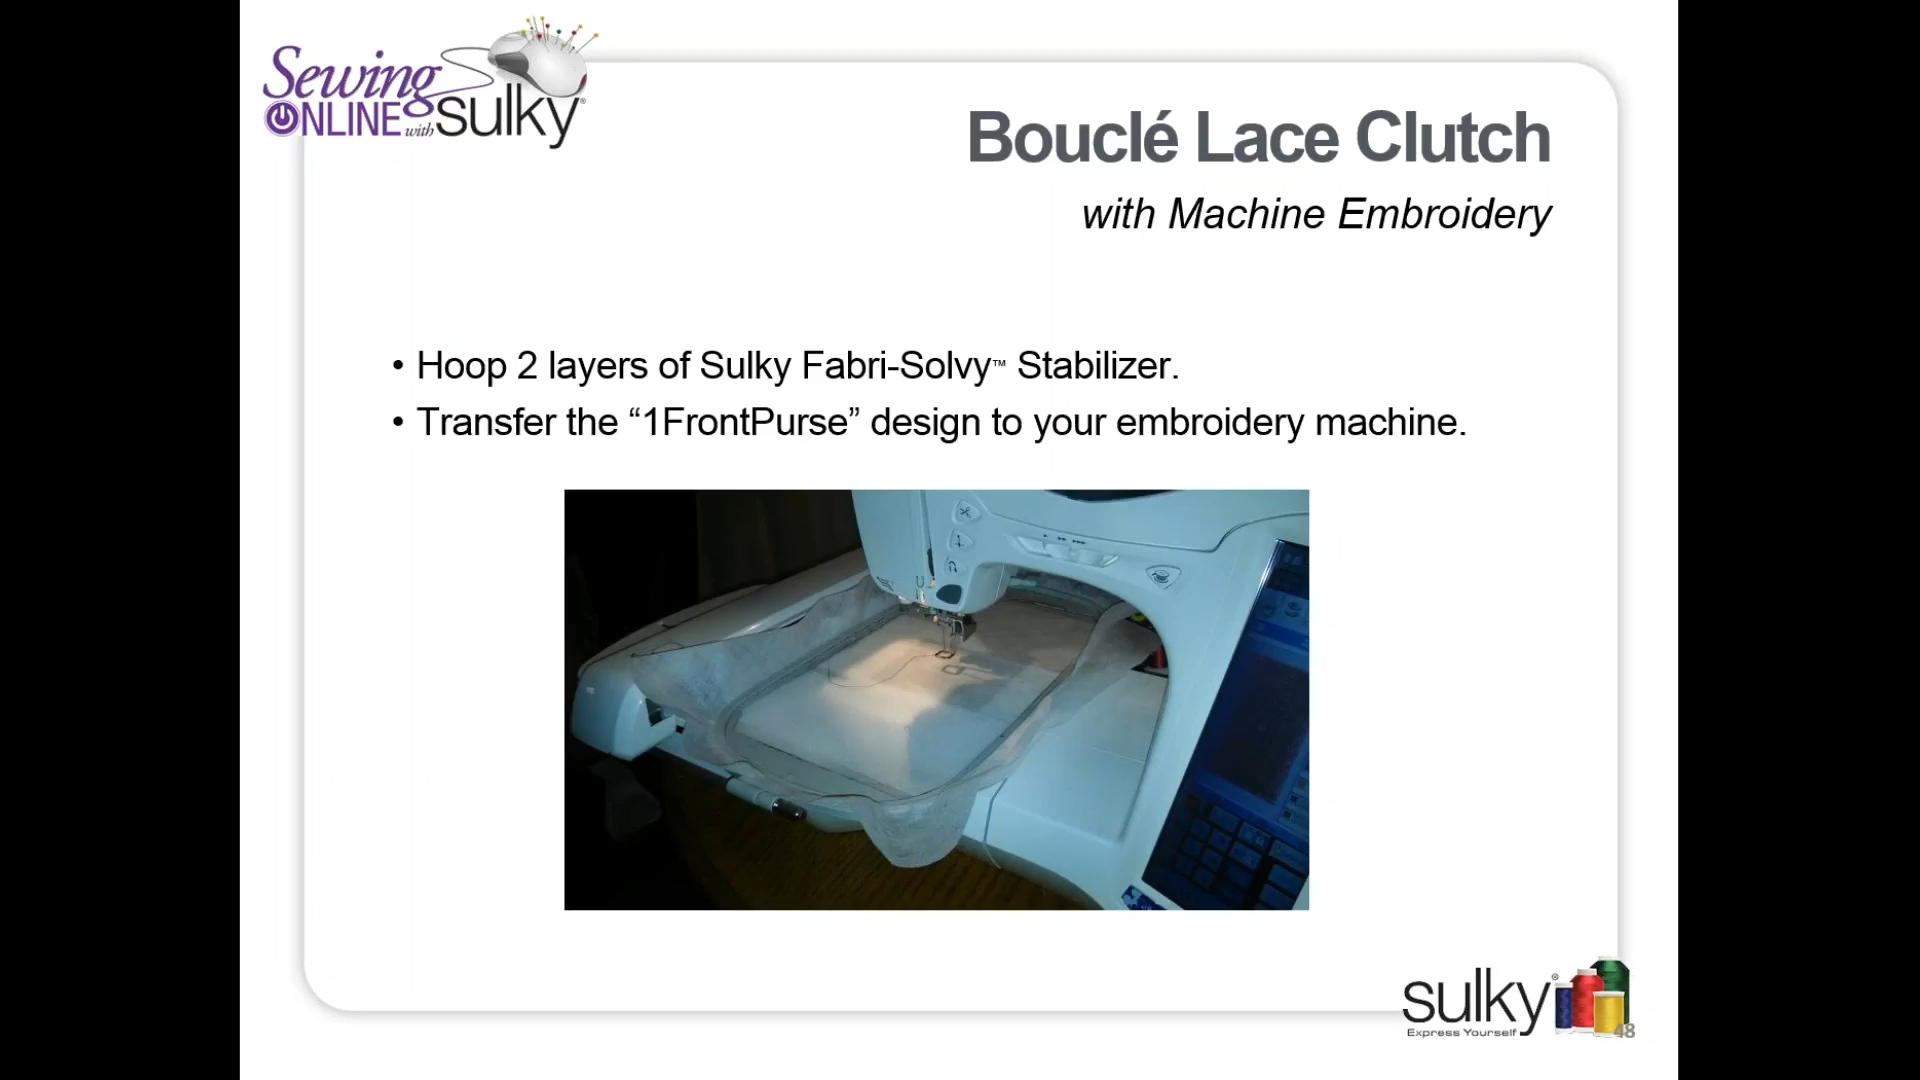 Sewing
ONLINE with sulky®
Bouclé Lace Clutch
with Machine Embroidery
• Hoop 2 layers of Sulky Fabri-Solvy™ Stabilizer.
• Transfer the “1FrontPurse” design to your embroidery machine.
sulky®
Express Yourself
48